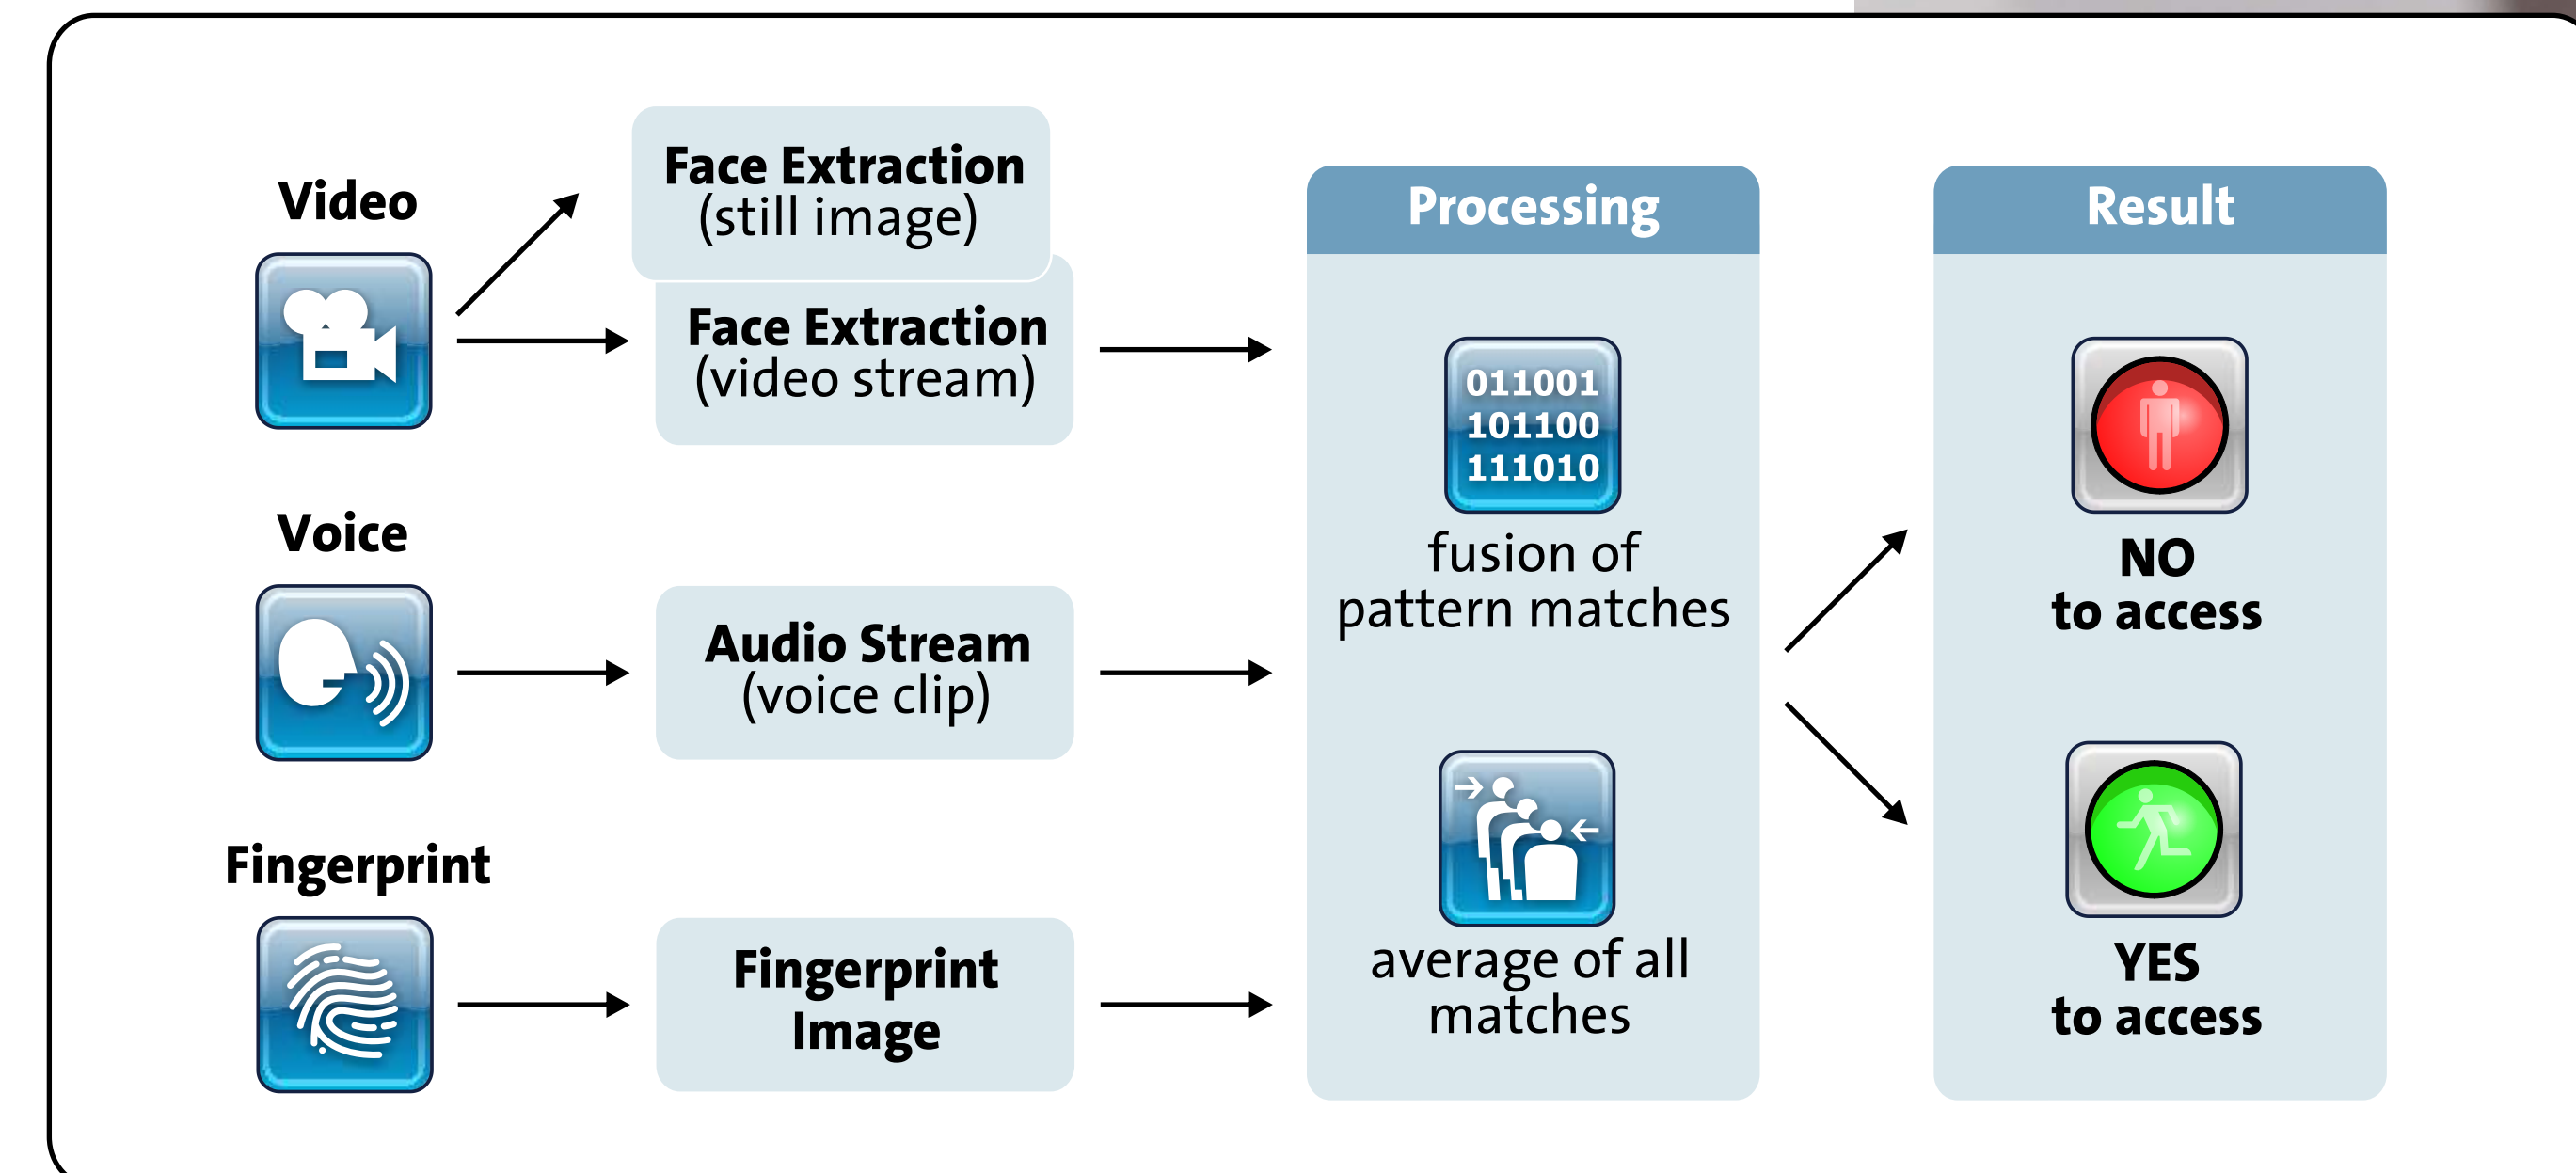 Video
Face Extraction
(still image)
Face Extraction
(video stream)
Voice
Audio Stream
(voice clip)
Fingerprint
Fingerprint
Image
Processing
011001
101100
111010
fusion of
pattern matches
average of all
matches
Result
NO
to access
YES
to access